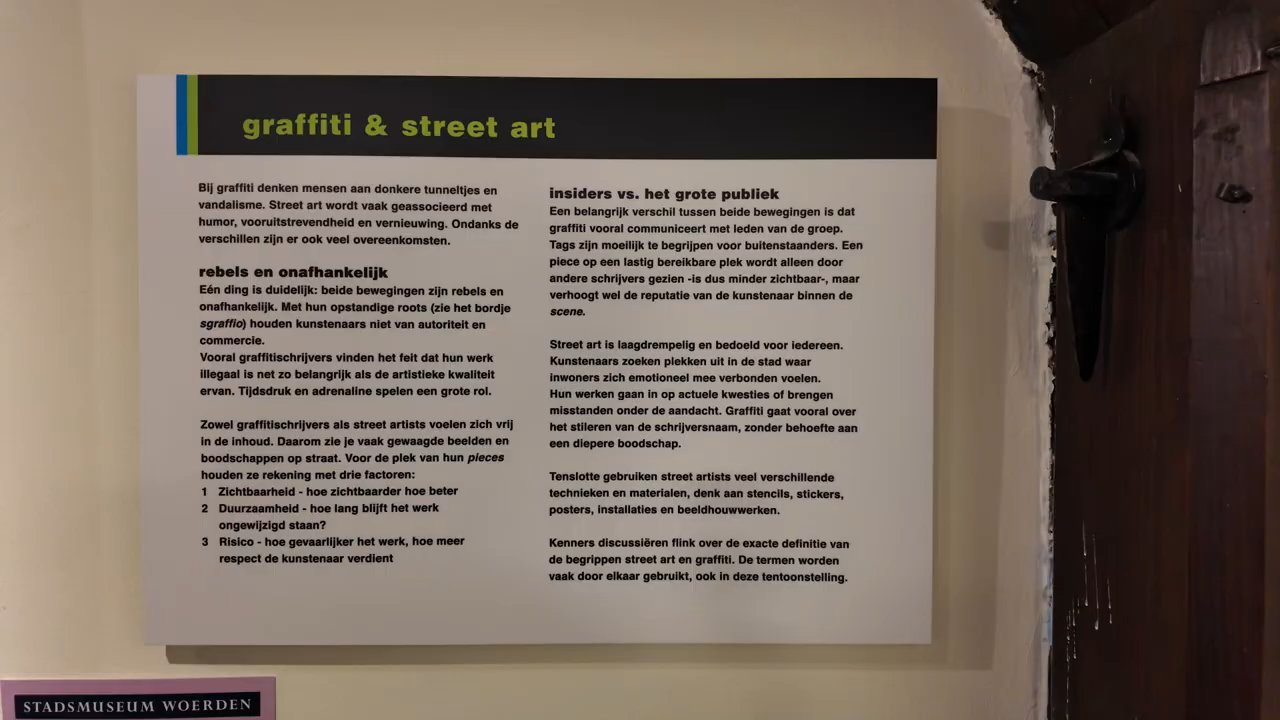 graffiti & street art
Bij graffiti denken mensen aan donkere tunneltjes en
vandalisme. Street art wordt vaak geassocieerd met
humor, vooruitstrevendheid en vernieuwing. Ondanks de
verschillen zijn er ook veel overeenkomsten.
rebels en onafhankelijk
Eén ding is duidelijk: beide bewegingen zijn rebels en
onafhankelijk. Met hun opstandige roots (zie het bordje
sgraffio) houden kunstenaars niet van autoriteit en
commercie.
Vooral graffitischrijvers vinden het feit dat hun werk
illegaal is net zo belangrijk als de artistieke kwaliteit
ervan. Tijdsdruk en adrenaline spelen een grote rol.
Zowel graffitischrijvers als street artists voelen zich vrij
in de inhoud. Daarom zie je vaak gewaagde beelden en
boodschappen op straat. Voor de plek van hun pieces
houden ze rekening met drie factoren:
1 Zichtbaarheid - hoe zichtbaarder hoe beter
2 Duurzaamheid - hoe lang blijft het werk
ongewijzigd staan?
3 Risico - hoe gevaarlijker het werk, hoe meer
respect de kunstenaar verdient
insiders vs. het grote publiek
Een belangrijk verschil tussen beide bewegingen is dat
graffiti vooral communiceert met leden van de groep.
Tags zijn moeilijk te begrijpen voor buitenstaanders. Een
piece op een lastig bereikbare plek wordt alleen door
andere schrijvers gezien -is dus minder zichtbaar-, maar
verhoogt wel de reputatie van de kunstenaar binnen de
scene.
Street art is laagdrempelig en bedoeld voor iedereen.
Kunstenaars zoeken plekken uit in de stad waar
inwoners zich emotioneel mee verbonden voelen.
Hun werken gaan in op actuele kwesties of brengen
misstanden onder de aandacht. Graffiti gaat vooral over
het stileren van de schrijversnaam, zonder behoefte aan
een diepere boodschap.
Tenslotte gebruiken street artists veel verschillende
technieken en materialen, denk aan stencils, stickers,
posters, installaties en beeldhouwwerken.
Kenners discussiëren flink over de exacte definitie van
de begrippen street art en graffiti. De termen worden
vaak door elkaar gebruikt, ook in deze tentoonstelling.
STADSMUSEUM WOERDEN